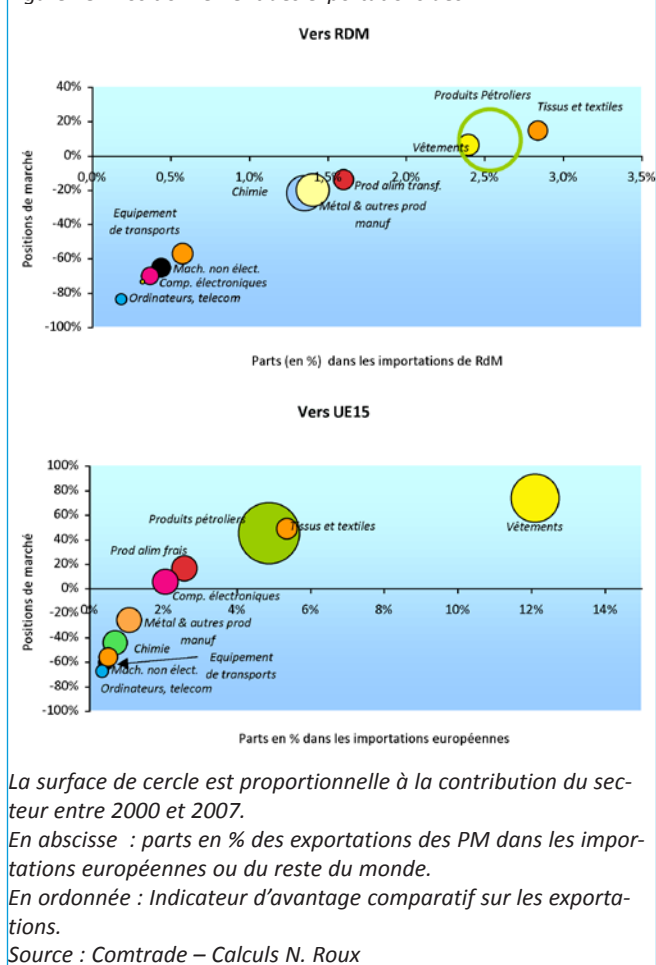 Vers RDM
40%
20%
0%
-20%
-40%
-60%
-80%
-100%
0,0%
0,5%
1,0%
1,5%
2,0%
2,5%
3,0%
3,5%
Positions de marché
Produits Pétroliers
Tissus et textiles
Vêtements
Chimie
Prod alim transf.
Métal & autres prod
manuf
Equipement
de transports
Mach. non élect.
Comp. électroniques
Ordinateurs, telecom
Parts (en %) dans les importations de RdM
Vers UE15
100%
80%
60%
40%
20%
0%
-20%
-40%
-60%
-80%
-100%
0%
2%
4%
6%
8%
10%
12%
14%
Positions de marché
Produits pétroliers
Tissus et textiles
Vêtements
Prod alim frais
Comp. électroniques
Métal & autres prod
manuf
Chimie
Equipement
de transports
Mach. non élect.
Ordinateurs, telecom
Parts en % dans les importations européennes
La surface de cercle est proportionnelle à la contribution du sec-
teur entre 2000 et 2007.
En abscisse : parts en % des exportations des PM dans les impor-
tations européennes ou du reste du monde.
En ordonnée : Indicateur d'avantage comparatif sur les exporta-
tions.
Source : Comtrade – Calculs N. Roux